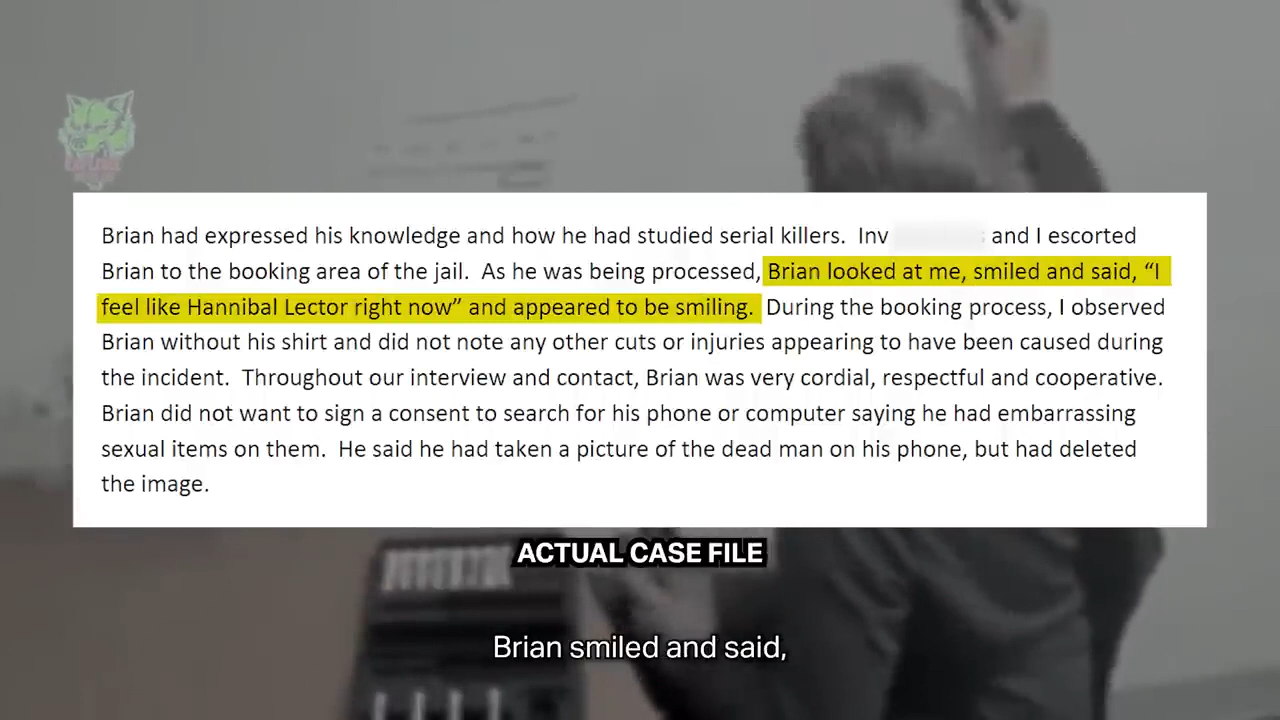 Brian had expressed his knowledge and how he had studied serial killers. Inv and I escorted
Brian to the booking area of the jail. As he was being processed, Brian looked at me, smiled and said, “I
feel like Hannibal Lector right now” and appeared to be smiling. During the booking process, I observed
Brian without his shirt and did not note any other cuts or injuries appearing to have been caused during
the incident. Throughout our interview and contact, Brian was very cordial, respectful and cooperative.
Brian did not want to sign a consent to search for his phone or computer saying he had embarrassing
sexual items on them. He said he had taken a picture of the dead man on his phone, but had deleted
the image.
ACTUAL CASE FILE
Brian smiled and said,